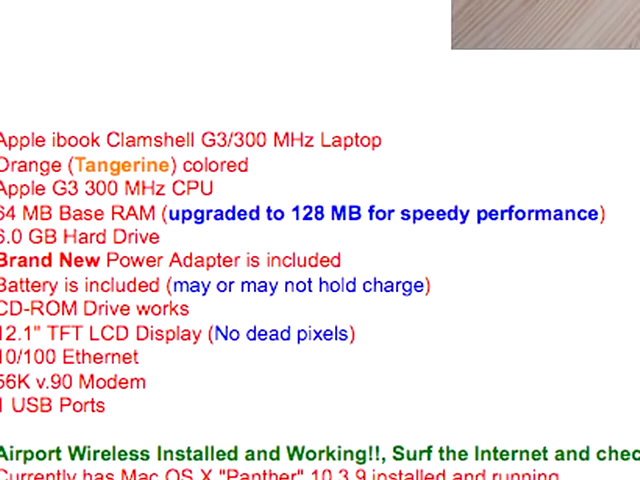 Apple ibook Clamshell G3/300 MHz Laptop
Orange (Tangerine) colored
Apple G3 300 MHz CPU
64 MB Base RAM (upgraded to 128 MB for speedy performance)
6.0 GB Hard Drive
Brand New Power Adapter is included
Battery is included (may or may not hold charge)
CD-ROM Drive works
12.1" TFT LCD Display (No dead pixels)
10/100 Ethernet
56K v.90 Modem
1 USB Ports
Airport Wireless Installed and Working!!, Surf the Internet and chec
Currently has Mac OS X "Panther" 10.3.9 installed and running